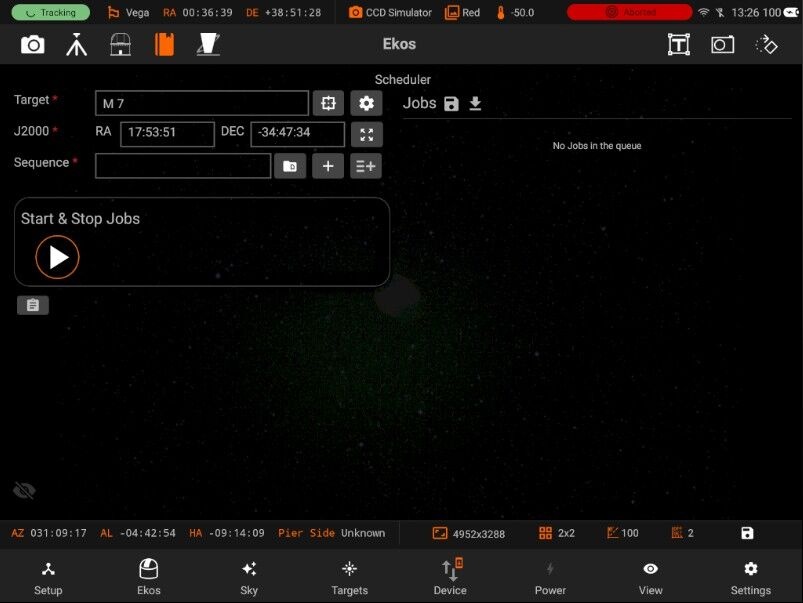 Tracking Vega RA 00:36:39 DE +38:51:28 CCD Simulator Red -50.0 Aborted 13:26 100
Ekos
Scheduler
Target * M 7
Jobs
J2000 * RA 17:53:51 DEC -34:47:34
No Jobs in the queue
Sequence *
Start & Stop Jobs
AZ 031:09:17 AL -04:42:54 HA -09:14:09 Pier Side Unknown 4952x3288 2x2 100 2
Setup Ekos Sky Targets Device Power View Settings